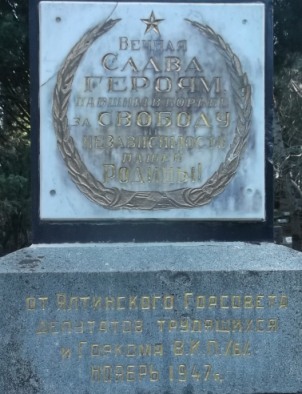 Вечная
Слава
ГЕРОЯМ,
павшим в борьбе
за СВОБОДУ
и
НЕЗАВИСИМОСТЬ
нашей
Родины!
от Ялтинского Горсовета
депутатов трудящихся
и Горкома В.К.П./б/.
НОЯБРЬ 1947г.